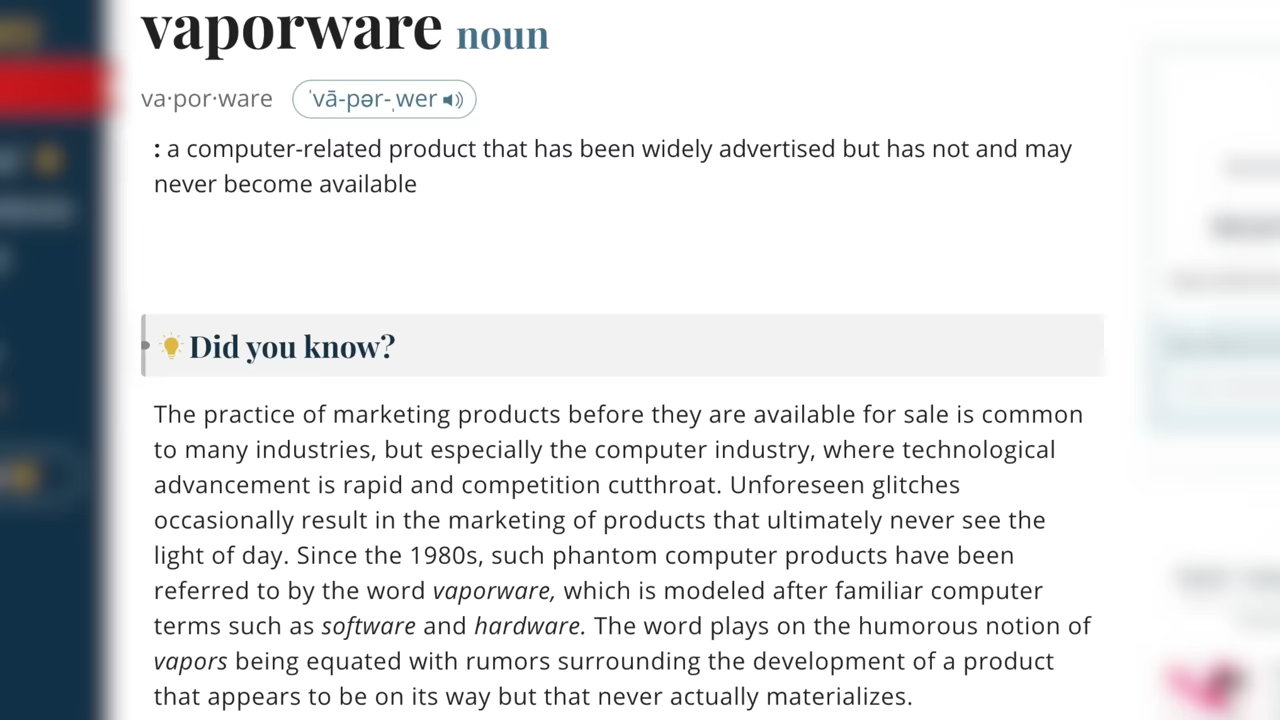 vaporware noun
va·por·ware ˈvā-pər-ˌwer
: a computer-related product that has been widely advertised but has not and may
never become available
Did you know?
The practice of marketing products before they are available for sale is common
to many industries, but especially the computer industry, where technological
advancement is rapid and competition cutthroat. Unforeseen glitches
occasionally result in the marketing of products that ultimately never see the
light of day. Since the 1980s, such phantom computer products have been
referred to by the word vaporware, which is modeled after familiar computer
terms such as software and hardware. The word plays on the humorous notion of
vapors being equated with rumors surrounding the development of a product
that appears to be on its way but that never actually materializes.